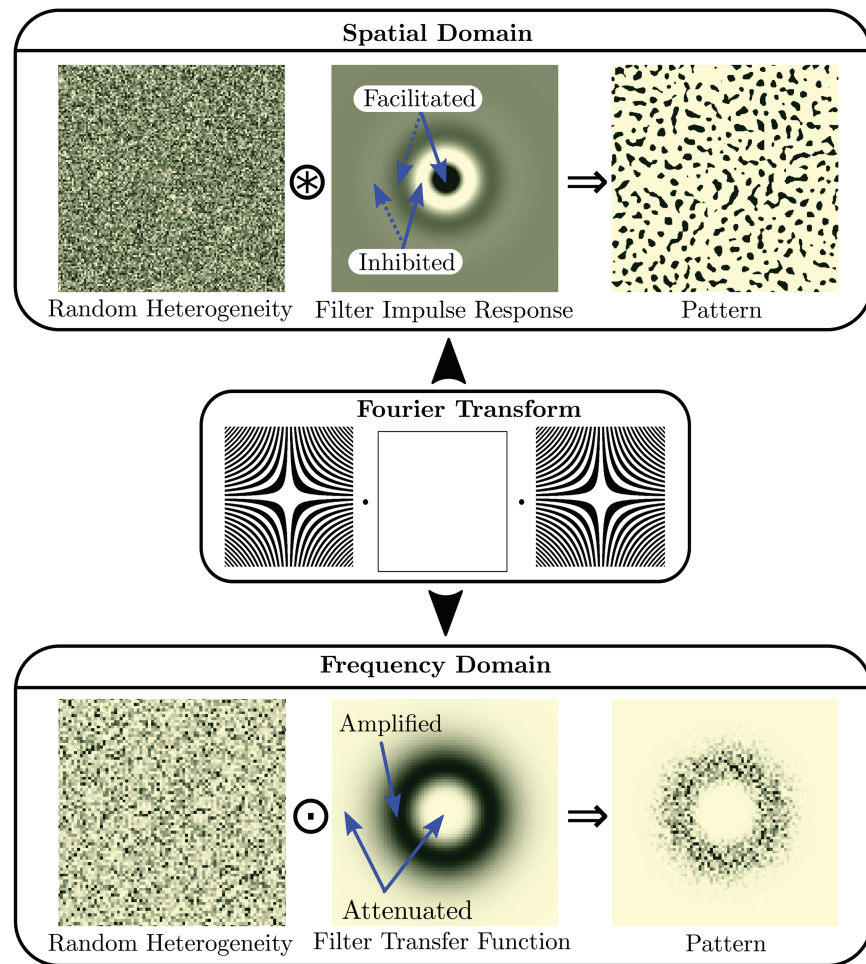 Spatial Domain
Facilitated
Inhibited
Random Heterogeneity
Filter Impulse Response
Pattern
Fourier Transform
Frequency Domain
Amplified
Attenuated
Random Heterogeneity
Filter Transfer Function
Pattern